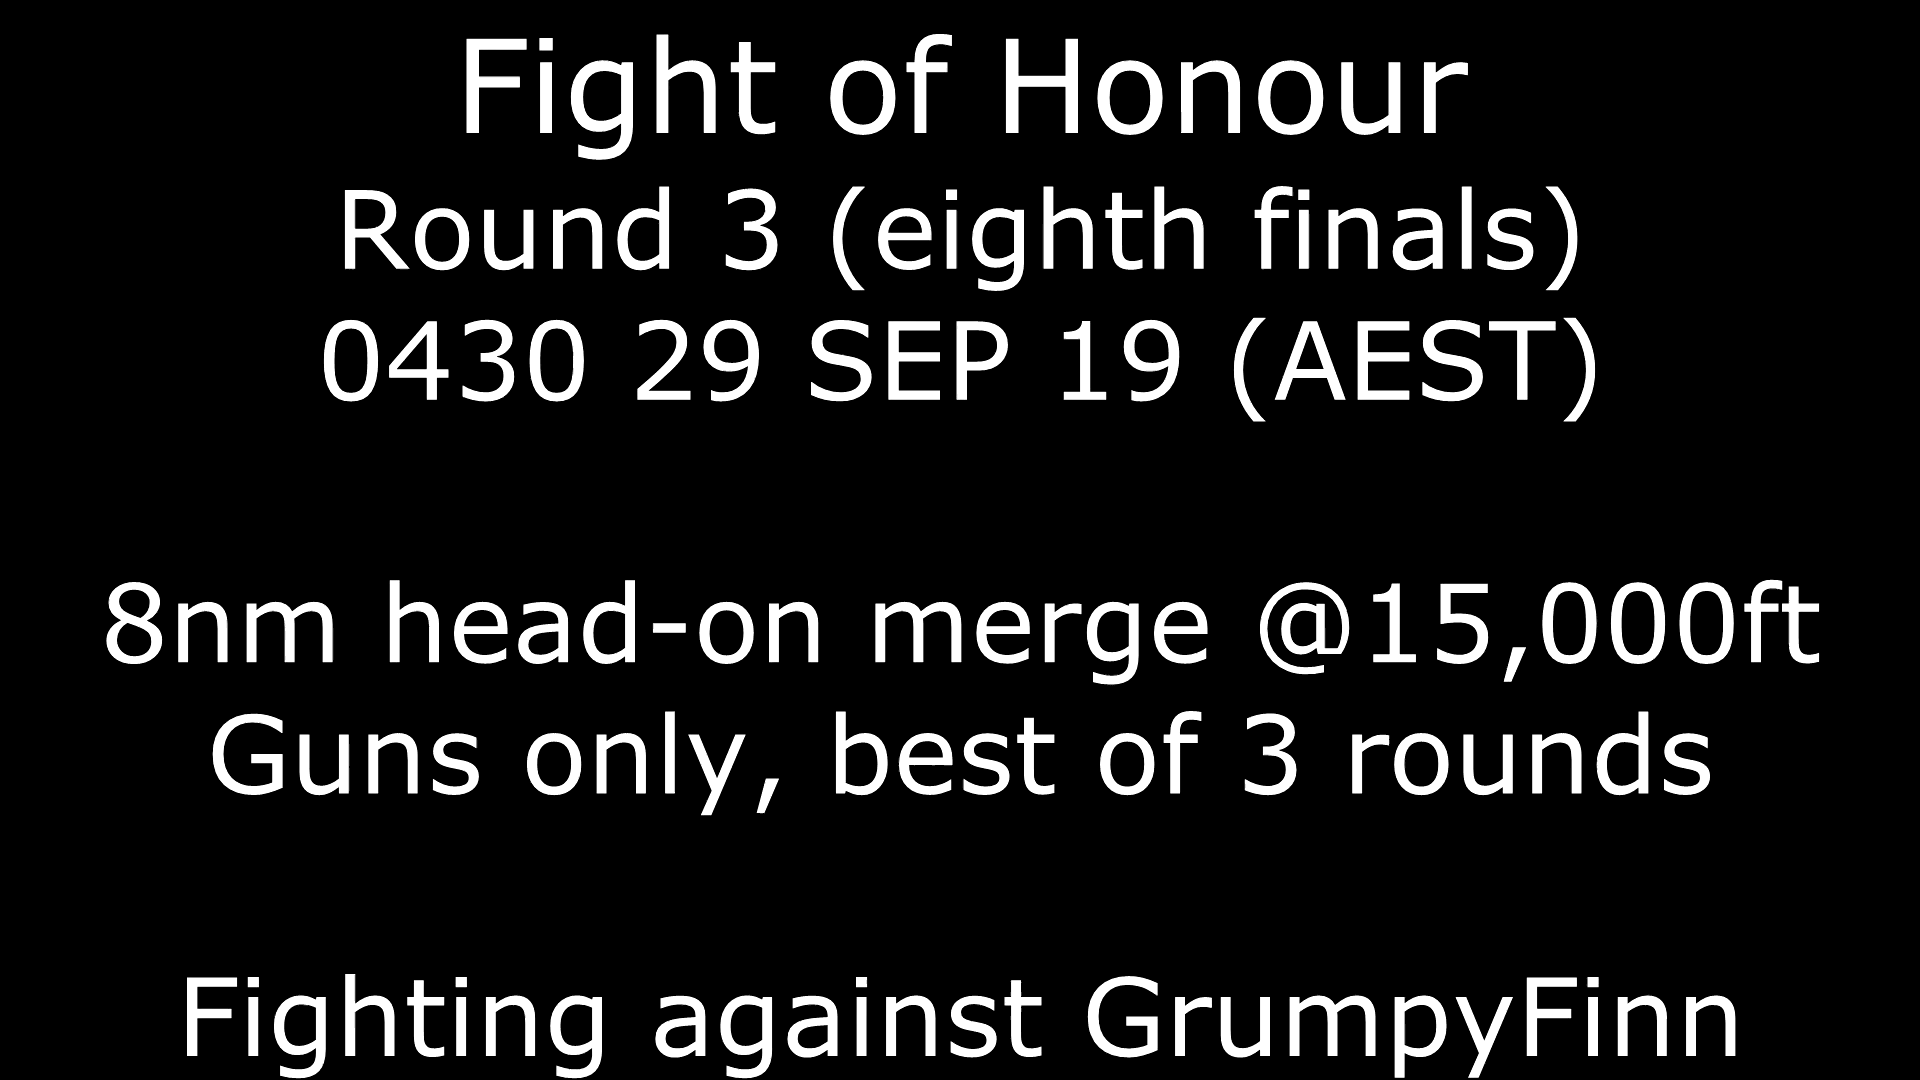 Fight of Honour
Round 3 (eighth finals)
0430 29 SEP 19 (AEST)
8nm head-on merge @15,000ft
Guns only, best of 3 rounds
Fighting against GrumpyFinn